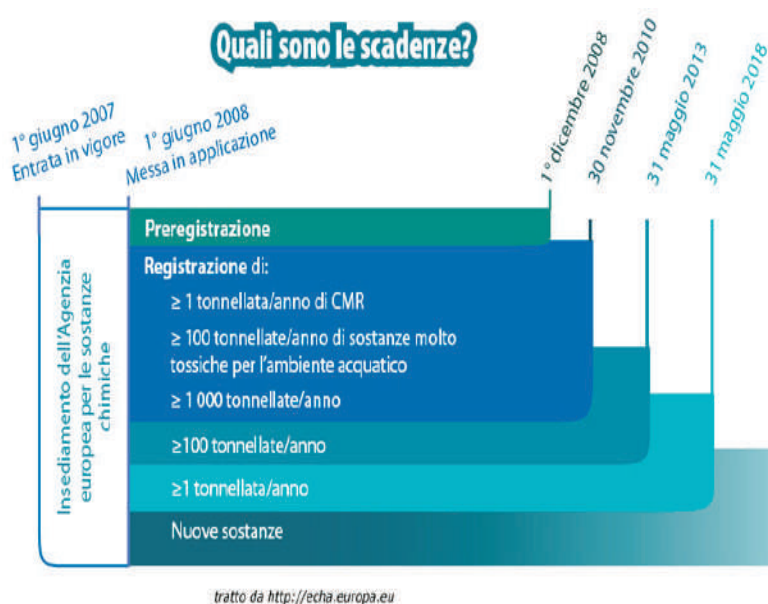 Quali sono le scadenze?
1° giugno 2007
Entrata in vigore
1° giugno 2008
Messa in applicazione
1° dicembre 2008
30 novembre 2010
31 maggio 2013
31 maggio 2018
Insediamento dell'Agenzia
europea per le sostanze
chimiche
Preregistrazione
Registrazione di:
≥ 1 tonnellata/anno di CMR
≥ 100 tonnellate/anno di sostanze molto
tossiche per l'ambiente acquatico
≥ 1 000 tonnellate/anno
≥100 tonnellate/anno
≥1 tonnellata/anno
Nuove sostanze
tratto da http://echa.europa.eu